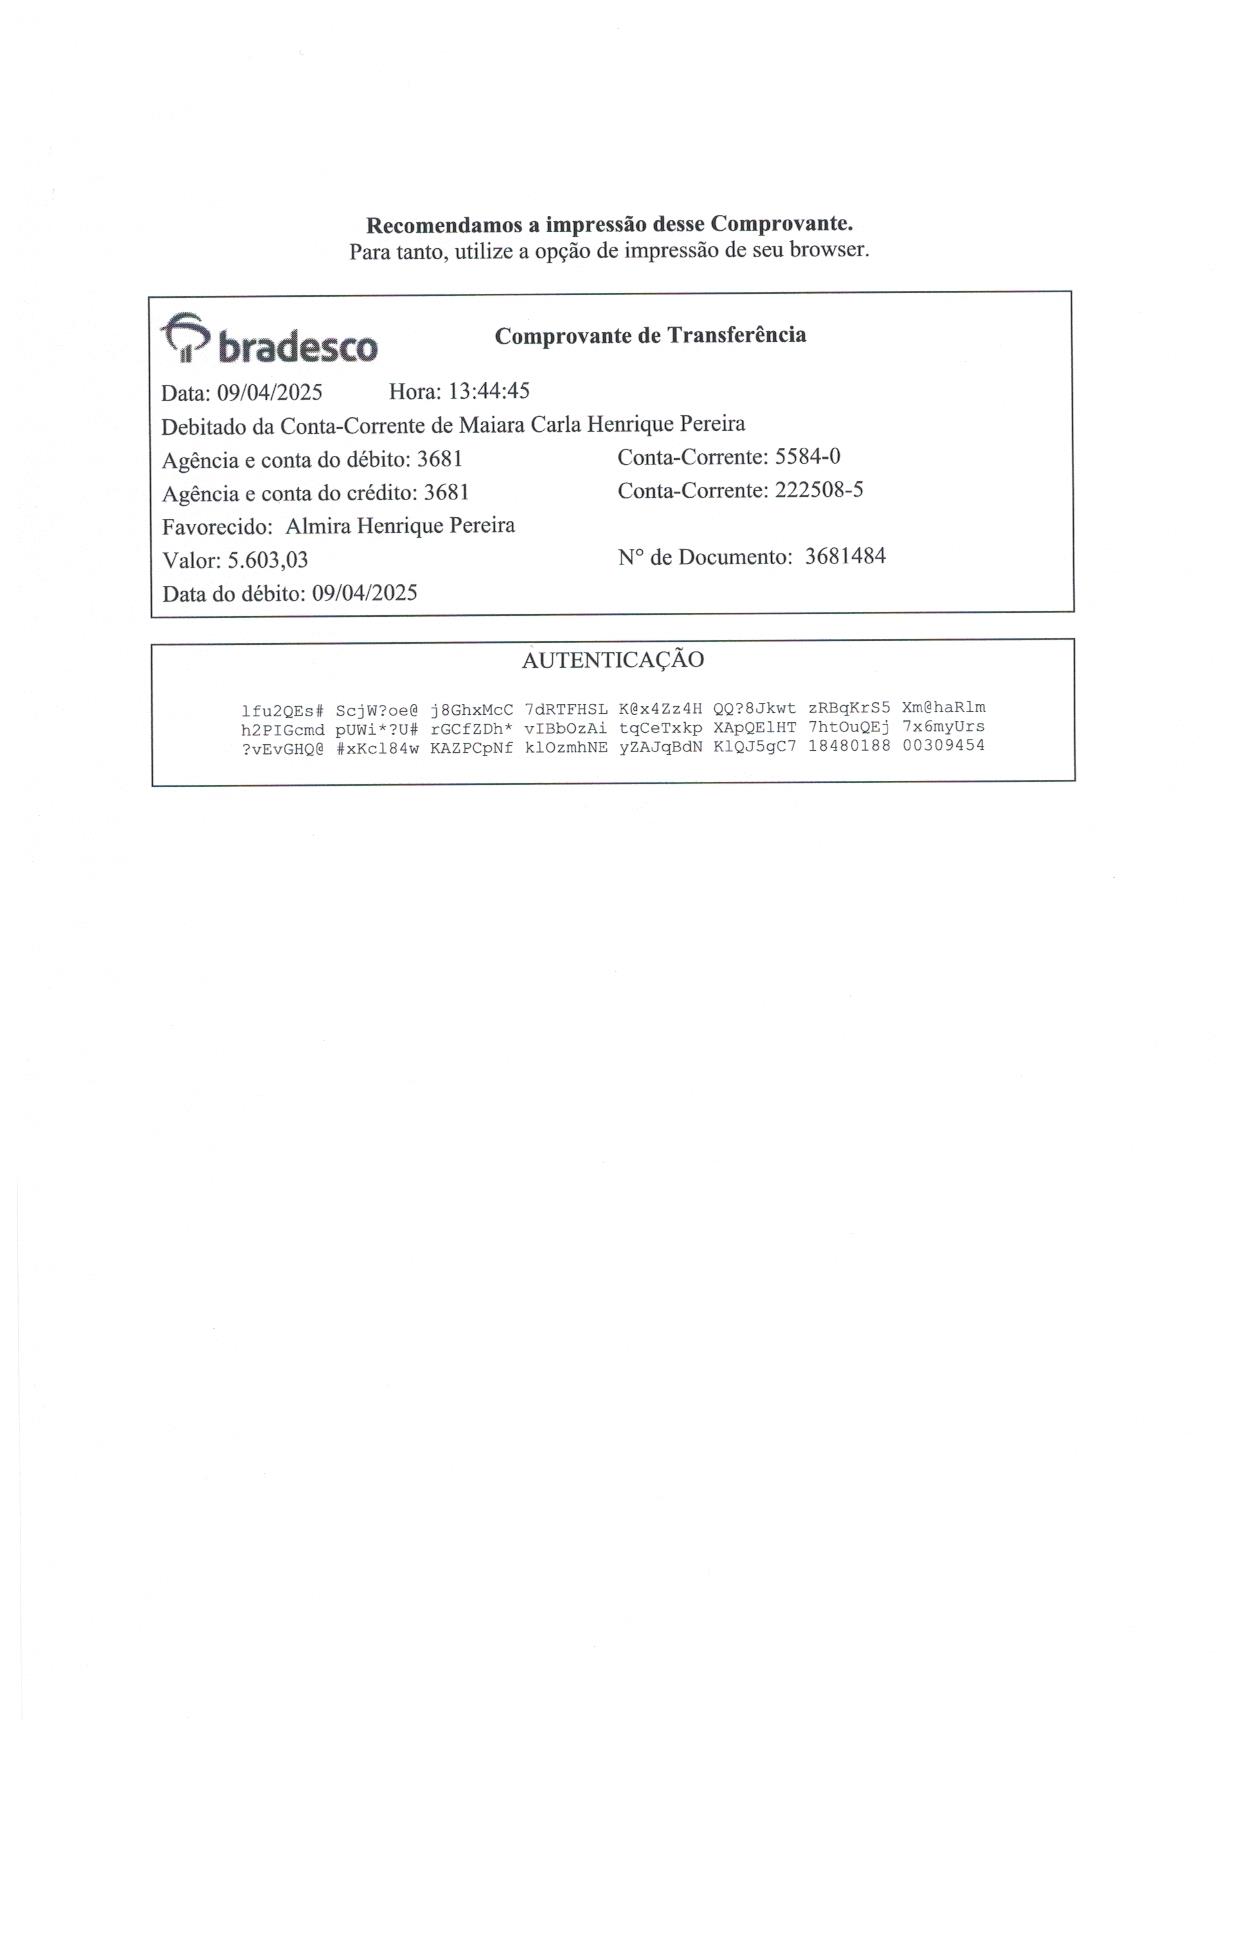 Recomendamos a impressão desse Comprovante.
Para tanto, utilize a opção de impressão de seu browser.
bradesco Comprovante de Transferência
Data: 09/04/2025 Hora: 13:44:45
Debitado da Conta-Corrente de Maiara Carla Henrique Pereira
Agência e conta do débito: 3681 Conta-Corrente: 5584-0
Agência e conta do crédito: 3681 Conta-Corrente: 222508-5
Favorecido: Almira Henrique Pereira
Valor: 5.603,03 N° de Documento: 3681484
Data do débito: 09/04/2025
AUTENTICAÇÃO
lfu2QEs# ScjW?oe@ j8GhxMcC 7dRTFHSL K@x4Zz4H QQ?8Jkwt zRBqKrS5 Xm@haRlm
h2PIGcmd pUWi*?U# rGCfZDh* vIBbOzAi tqCeTxkp XApQElHT 7htOuQEj 7x6myUrs
?vEvGHQ@ #xKcl84w KAZPCpNf klOzmhNE yZAJqBdN KlQJ5gC7 18480188 00309454